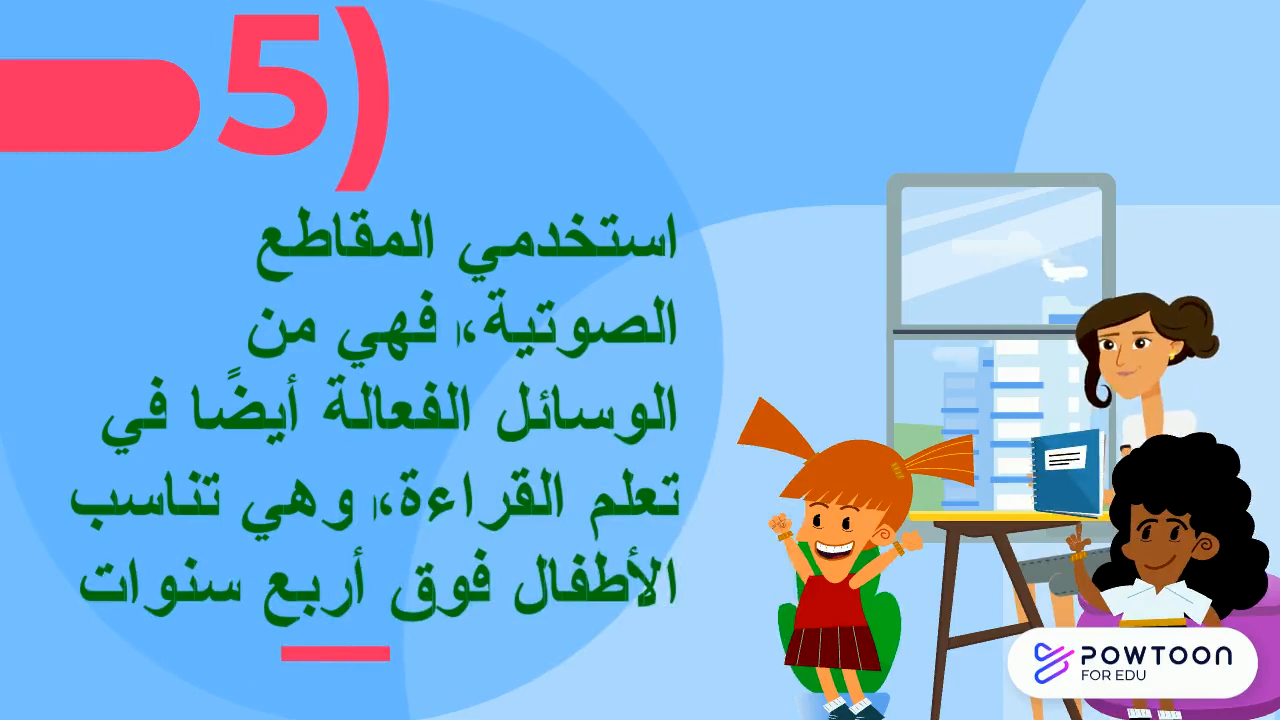 5)
استخدمي المقاطع
الصوتية، فهي من
الوسائل الفعالة أيضًا في
تعلم القراءة، وهي تناسب
الأطفال فوق أربع سنوات
POWTOON
FOR EDU